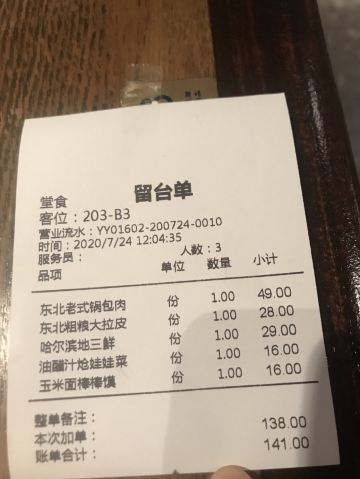 留台单
堂食
客位：203-B3
营业流水：YY01602-200724-0010
时间：2020/7/24 12:04:35
服务员： 人数：3
品项 单位 数量 小计
东北老式锅包肉 份 1.00 49.00
东北粗粮大拉皮 份 1.00 28.00
哈尔滨地三鲜 份 1.00 29.00
油醋汁炝娃娃菜 份 1.00 16.00
玉米面棒棒馍 份 1.00 16.00
整单备注：
本次加单： 138.00
账单合计： 141.00